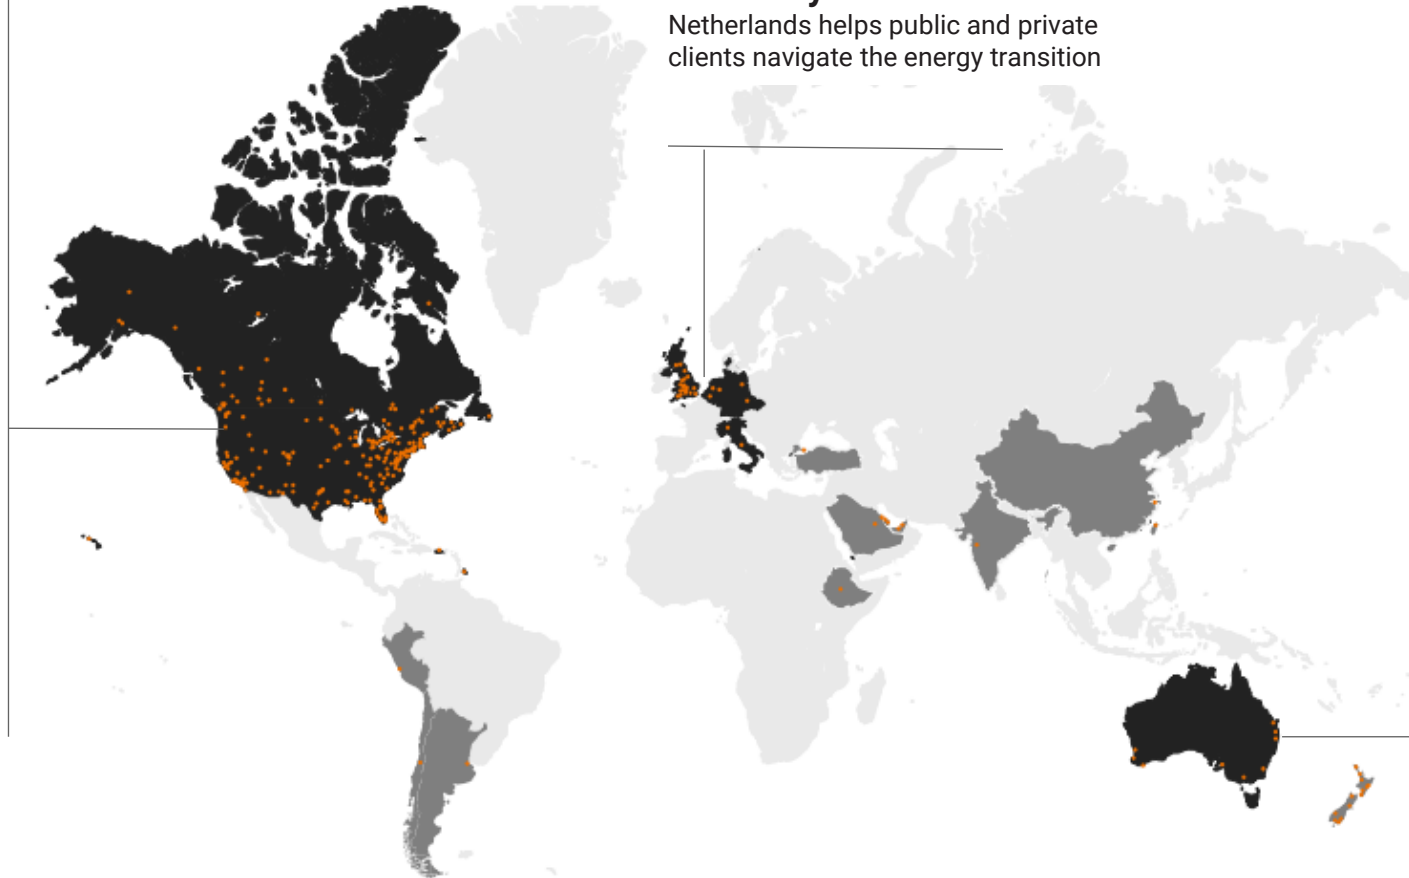 Netherlands helps public and private
clients navigate the energy transition